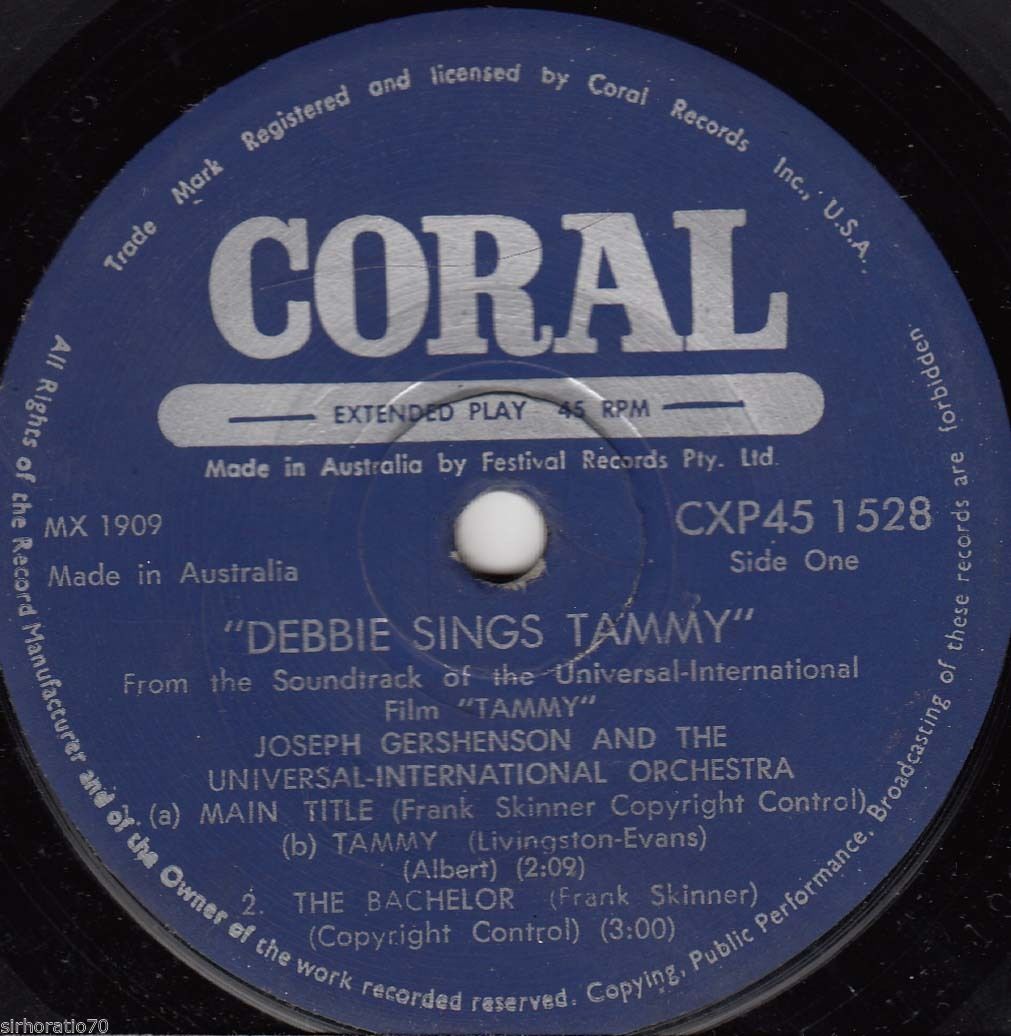 Trade Mark Registered and licensed by Coral Records Inc., U.S.A.
CORAL
EXTENDED PLAY 45 RPM
Made in Australia by Festival Records Pty. Ltd.
MX 1909
CXP45 1528
Made in Australia
Side One
"DEBBIE SINGS TAMMY"
From the Soundtrack of the Universal-International
Film "TAMMY"
JOSEPH GERSHENSON AND THE
UNIVERSAL-INTERNATIONAL ORCHESTRA
1. (a) MAIN TITLE (Frank Skinner Copyright Control)
(b) TAMMY (Livingston-Evans)
(Albert) (2:09)
2. THE BACHELOR (Frank Skinner)
(Copyright Control) (3:00)
All Rights of the Record Manufacturer and of the Owner of the work recorded reserved. Copying, Public Performance, Broadcasting of these records are forbidden.
sirhoratio70